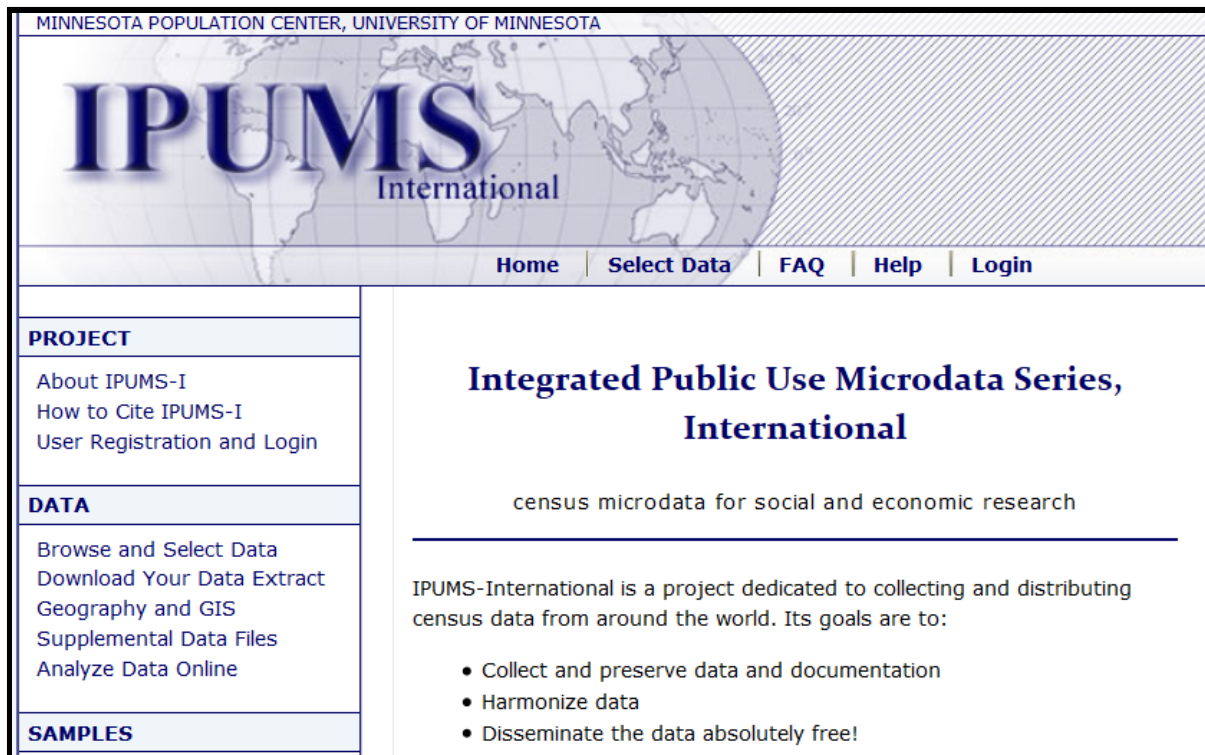 MINNESOTA POPULATION CENTER, UNIVERSITY OF MINNESOTA
IPUMS
International
Home | Select Data | FAQ | Help | Login
PROJECT
About IPUMS-I
How to Cite IPUMS-I
User Registration and Login
DATA
Browse and Select Data
Download Your Data Extract
Geography and GIS
Supplemental Data Files
Analyze Data Online
SAMPLES
Integrated Public Use Microdata Series,
International
census microdata for social and economic research
IPUMS-International is a project dedicated to collecting and distributing
census data from around the world. Its goals are to:
• Collect and preserve data and documentation
• Harmonize data
• Disseminate the data absolutely free!